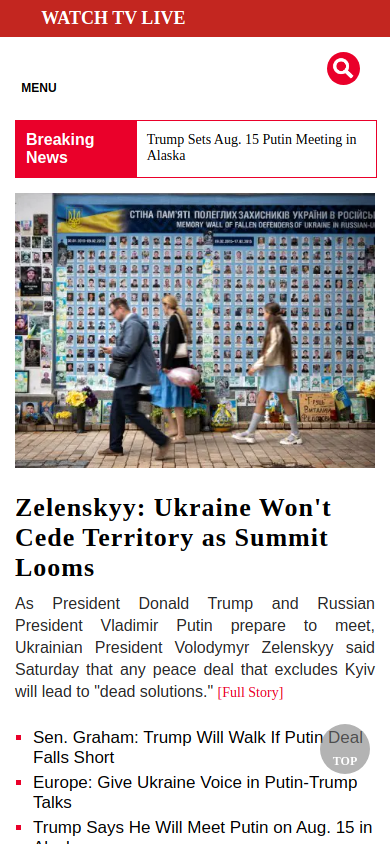 WATCH TV LIVE
MENU
Breaking
News
Trump Sets Aug. 15 Putin Meeting in
Alaska
СТІНА ПАМ'ЯТІ ПОЛЕГЛИХ ЗАХИСНИКІВ УКРАЇНИ В РОСІЙСЬ
MEMORY WALL OF FALLEN DEFENDERS OF UKRAINE IN RUSSIAN-U
Zelenskyy: Ukraine Won't
Cede Territory as Summit
Looms
As President Donald Trump and Russian
President Vladimir Putin prepare to meet,
Ukrainian President Volodymyr Zelenskyy said
Saturday that any peace deal that excludes Kyiv
will lead to "dead solutions." [Full Story]
Sen. Graham: Trump Will Walk If Putin Deal
Falls Short
TOP
Europe: Give Ukraine Voice in Putin-Trump
Talks
Trump Says He Will Meet Putin on Aug. 15 in